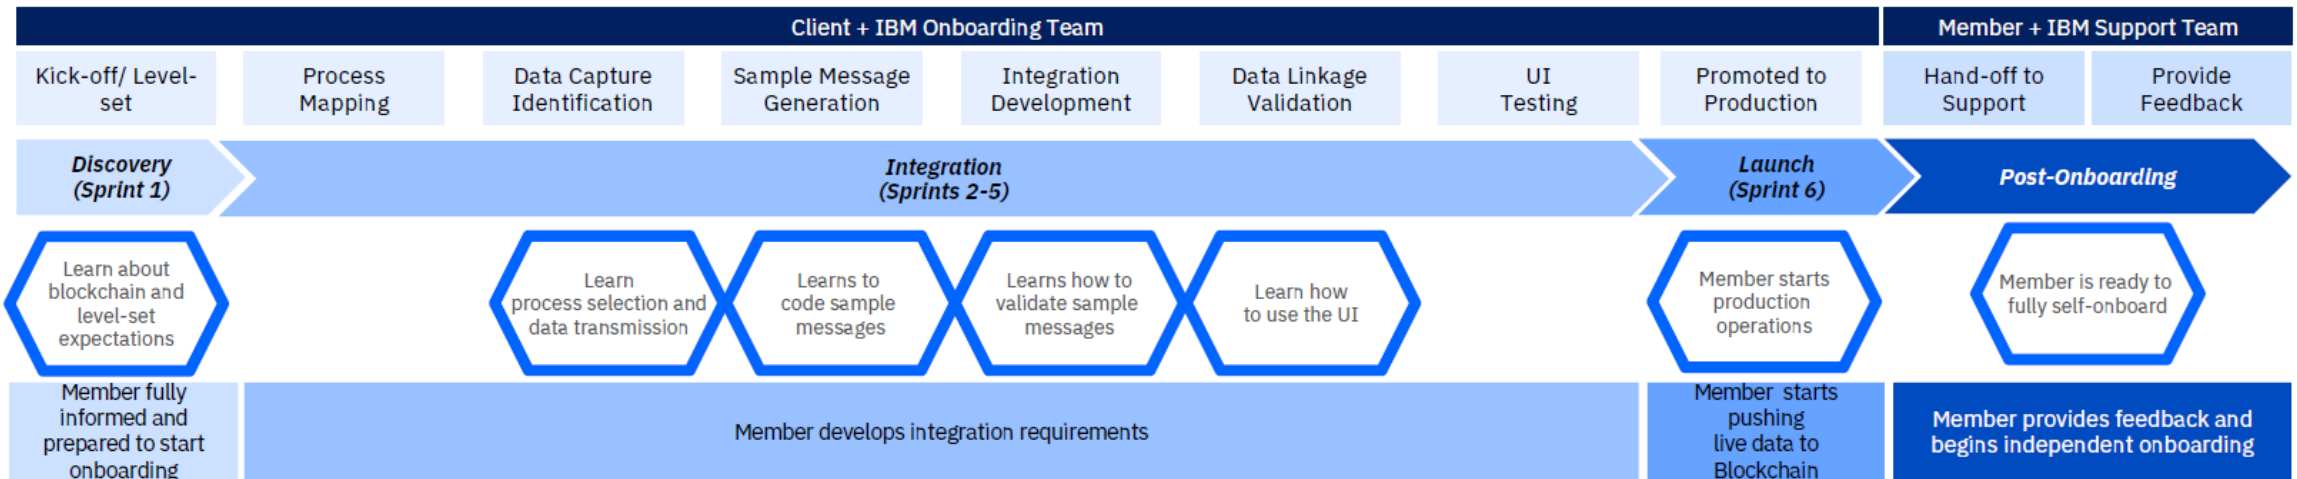 Client + IBM Onboarding Team
Member + IBM Support Team
Kick-off/ Level-
set
Process
Mapping
Data Capture
Identification
Sample Message
Generation
Integration
Development
Data Linkage
Validation
UI
Testing
Promoted to
Production
Hand-off to
Support
Provide
Feedback
Discovery
(Sprint 1)
Integration
(Sprints 2-5)
Launch
(Sprint 6)
Post-Onboarding
Learn about
blockchain and
level-set
expectations
Learn
process selection and
data transmission
Learns to
code sample
messages
Learns how to
validate sample
messages
Learn how
to use the UI
Member starts
production
operations
Member is ready to
fully self-onboard
Member fully
informed and
prepared to start
onboarding
Member develops integration requirements
Member starts
pushing
live data to
Blockchain
Member provides feedback and
begins independent onboarding